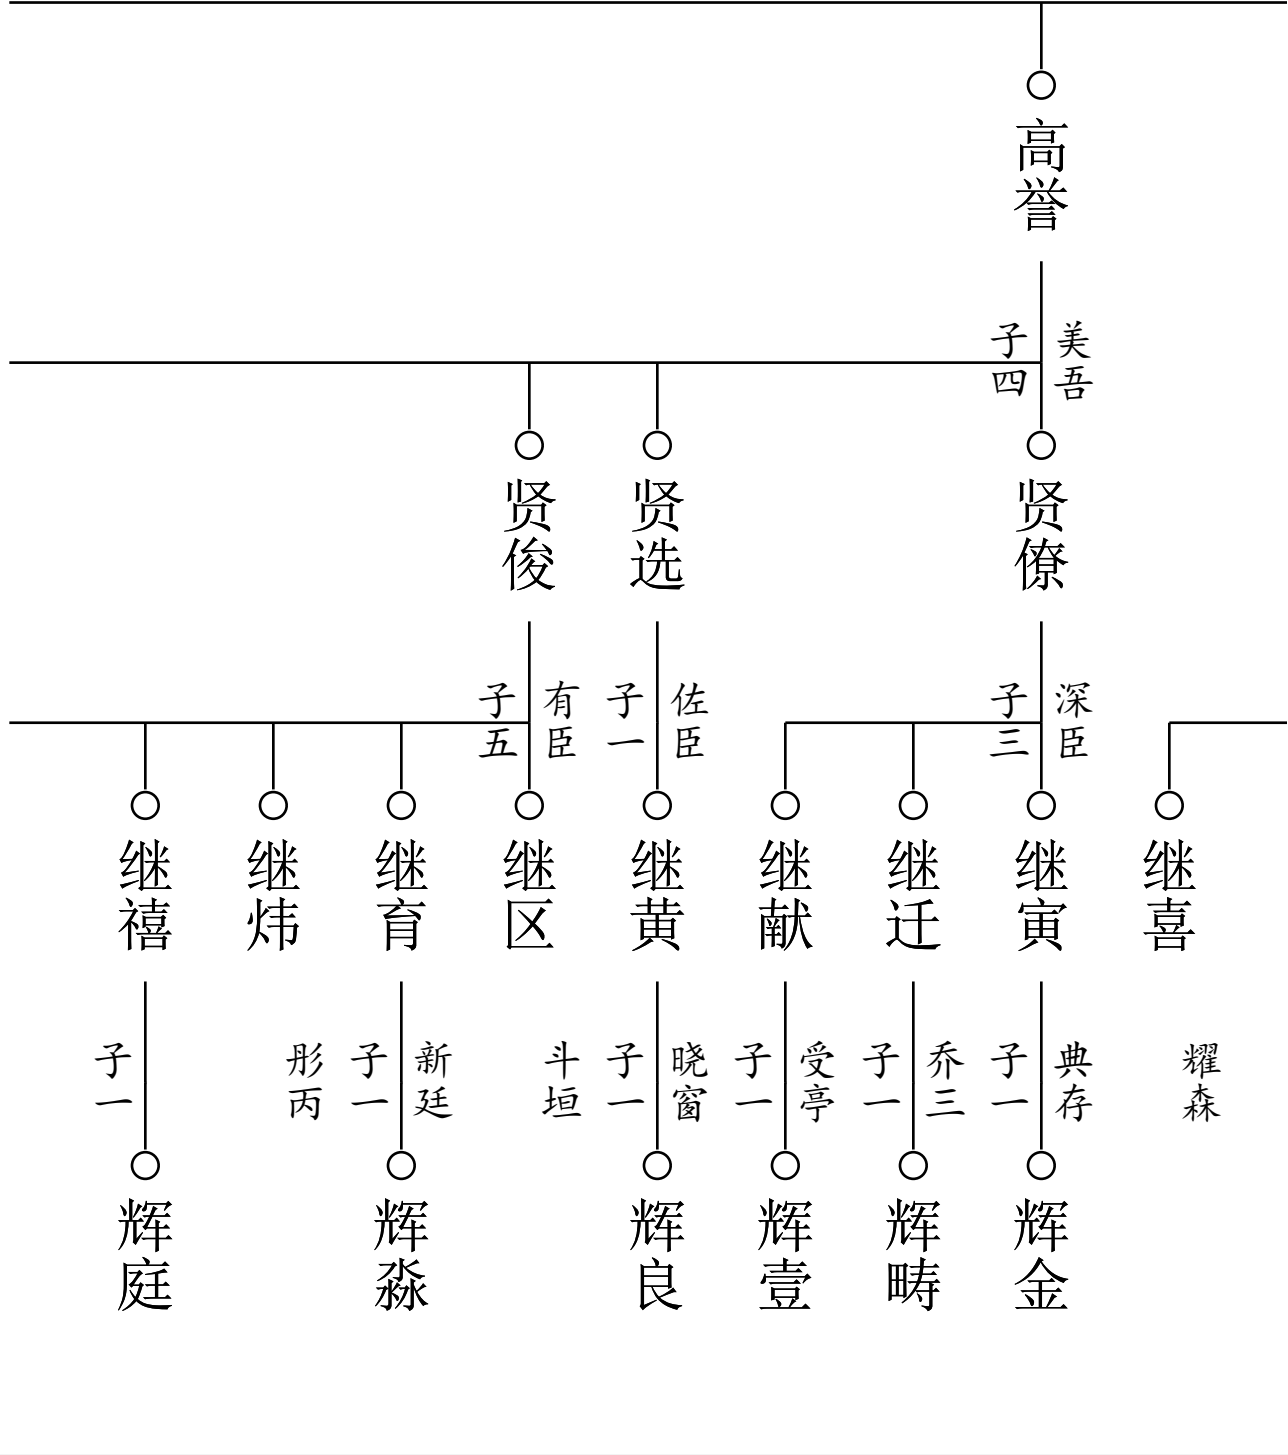 高誉
美吾
子四
贤僚
贤选
贤俊
深臣
子三
佐臣
子一
有臣
子五
继喜
继寅
继迁
继献
继黄
继区
继育
继炜
继禧
耀森
典存
子一
乔三
子一
受亭
子一
晓窗
子一
斗垣
新廷
子一
彤丙
子一
辉金
辉畴
辉壹
辉良
辉淼
辉庭